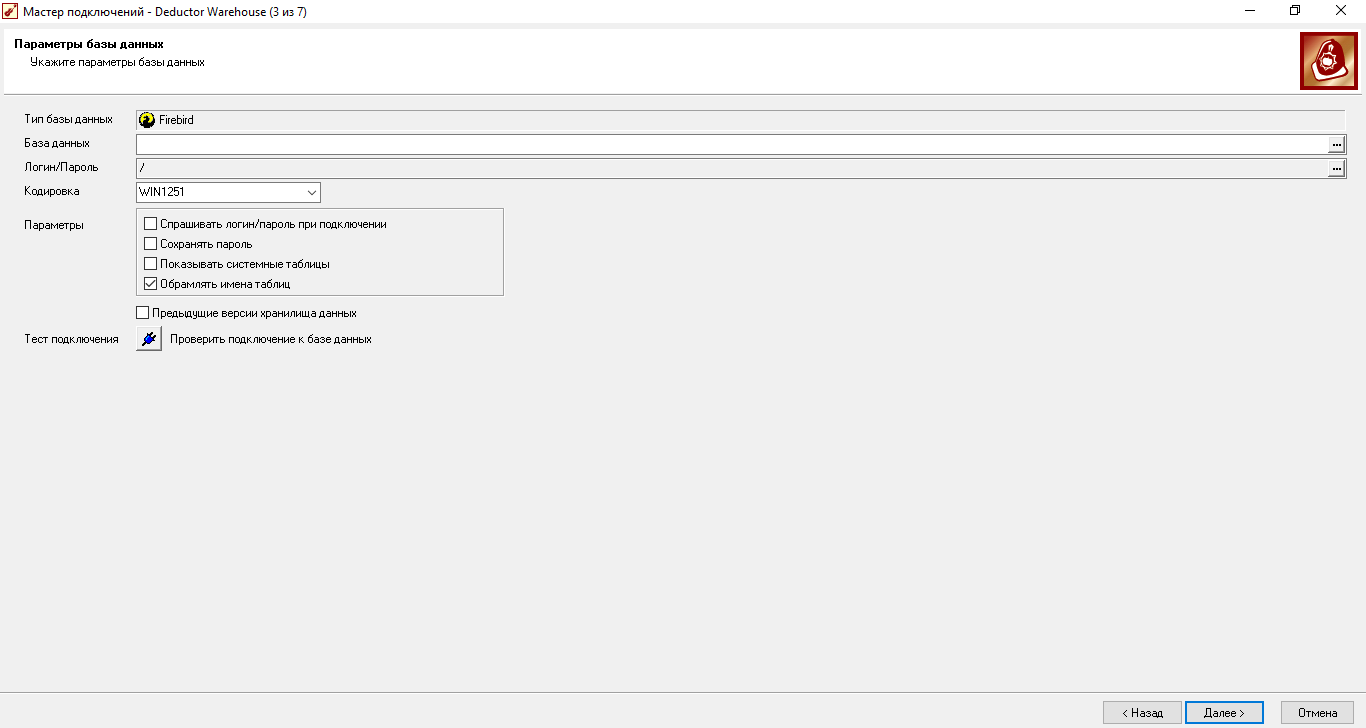 Мастер подключений - Deductor Warehouse (3 из 7)
Параметры базы данных
Укажите параметры базы данных
Тип базы данных Firebird
База данных ...
Логин/Пароль / ...
Кодировка WIN1251
Параметры
Спрашивать логин/пароль при подключении
Сохранять пароль
Показывать системные таблицы
Обрамлять имена таблиц
Предыдущие версии хранилища данных
Тест подключения Проверить подключение к базе данных
< Назад Далее > Отмена